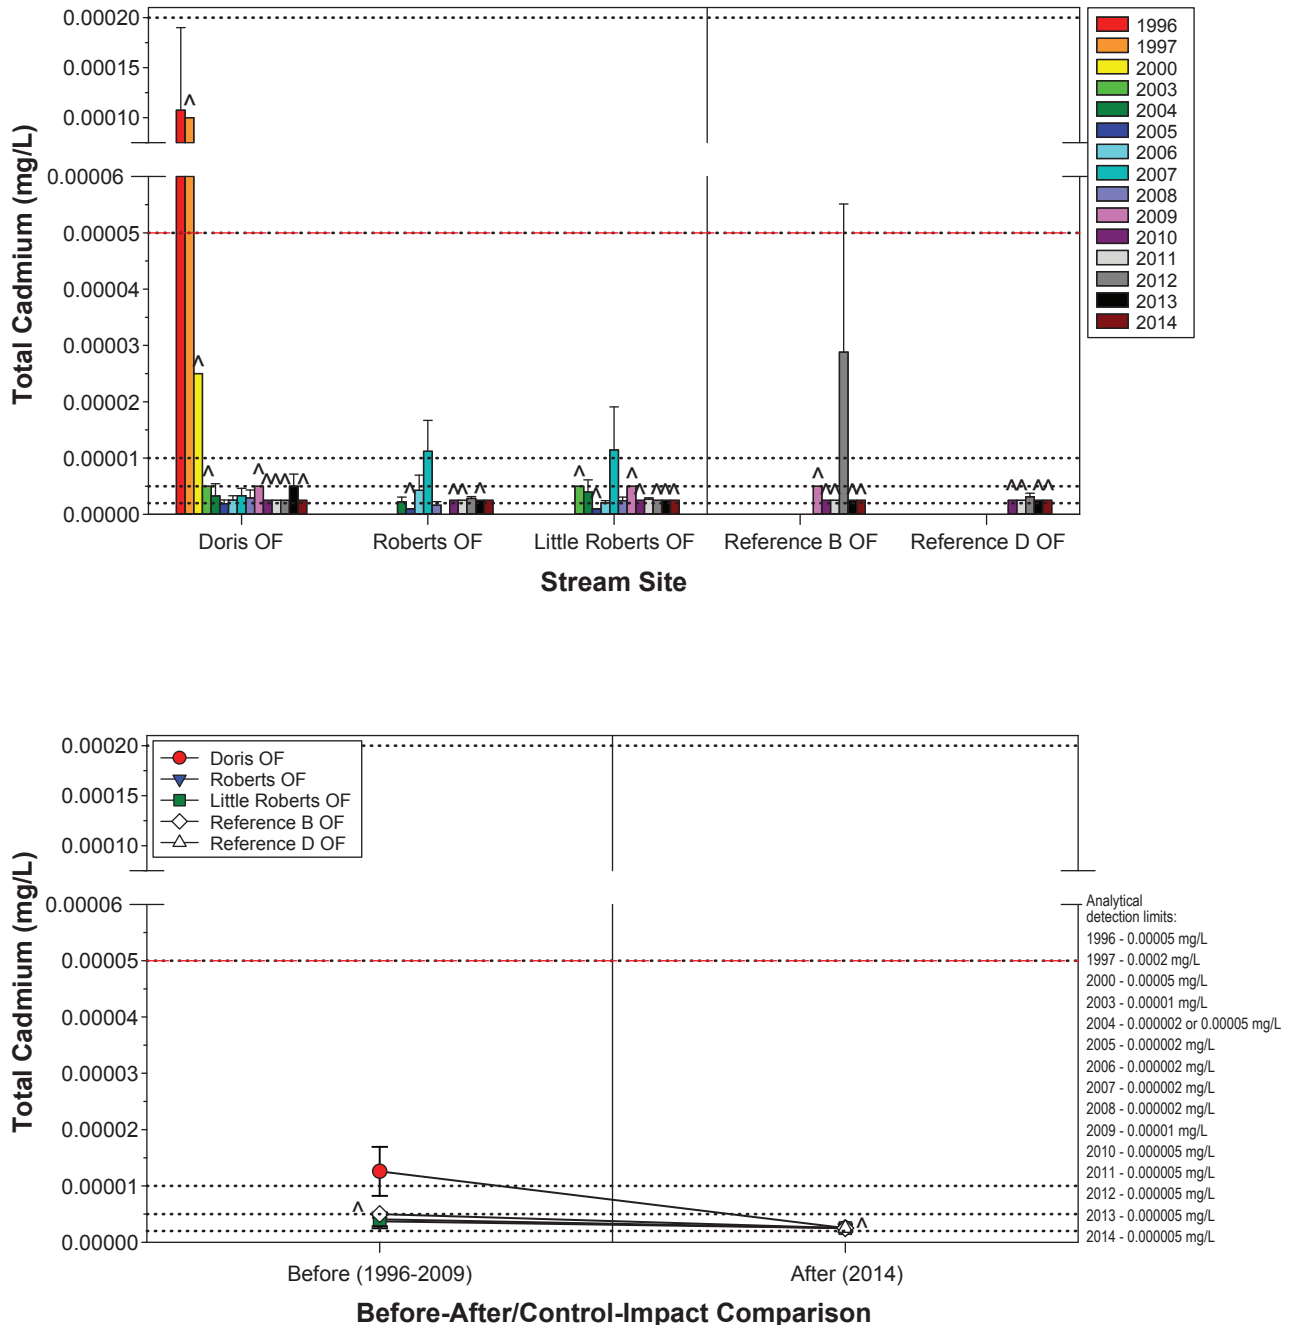 0.00020
0.00015
0.00010
0.00006
0.00005
0.00004
0.00003
0.00002
0.00001
0.00000
Total Cadmium (mg/L)
^
^
^ ^ ^^^ ^
^ ^^ ^
^ ^ ^ ^ ^^^
^ ^^ ^^
^^ ^^
Doris OF Roberts OF Little Roberts OF Reference B OF Reference D OF
Stream Site
1996
1997
2000
2003
2004
2005
2006
2007
2008
2009
2010
2011
2012
2013
2014
0.00020
0.00015
0.00010
0.00006
0.00005
0.00004
0.00003
0.00002
0.00001
0.00000
Total Cadmium (mg/L)
Doris OF
Roberts OF
Little Roberts OF
Reference B OF
Reference D OF
^
^
Before (1996-2009) After (2014)
Before-After/Control-Impact Comparison
Analytical
detection limits:
1996 - 0.00005 mg/L
1997 - 0.0002 mg/L
2000 - 0.00005 mg/L
2003 - 0.00001 mg/L
2004 - 0.000002 or 0.00005 mg/L
2005 - 0.000002 mg/L
2006 - 0.000002 mg/L
2007 - 0.000002 mg/L
2008 - 0.000002 mg/L
2009 - 0.00001 mg/L
2010 - 0.000005 mg/L
2011 - 0.000005 mg/L
2012 - 0.000005 mg/L
2013 - 0.000005 mg/L
2014 - 0.000005 mg/L